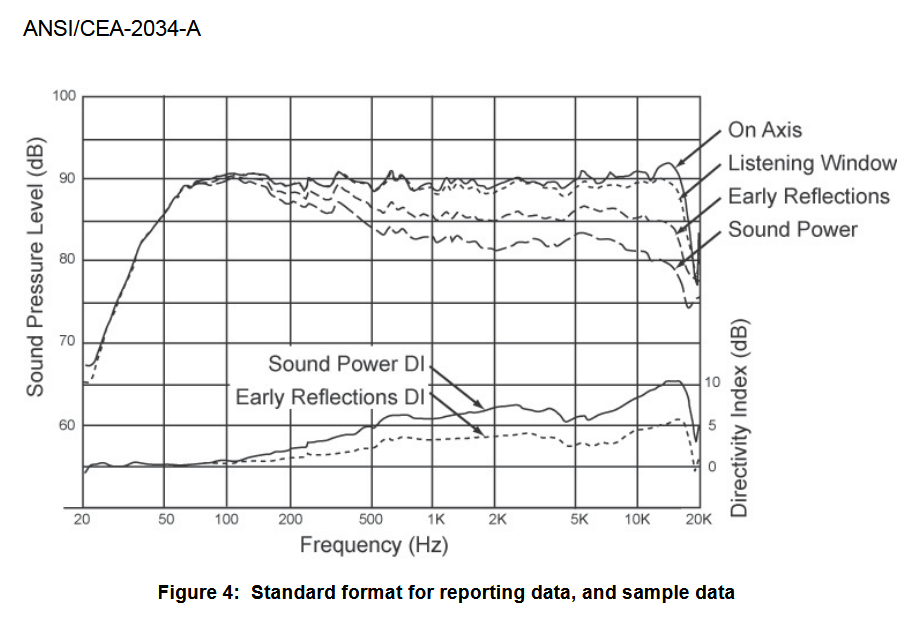 ANSI/CEA-2034-A
100
90
80
70
60
Sound Pressure Level (dB)
On Axis
Listening Window
Early Reflections
Sound Power
Sound Power DI
Early Reflections DI
10
5
0
Directivity Index (dB)
20 50 100 200 500 1K 2K 5K 10K 20K
Frequency (Hz)
Figure 4: Standard format for reporting data, and sample data